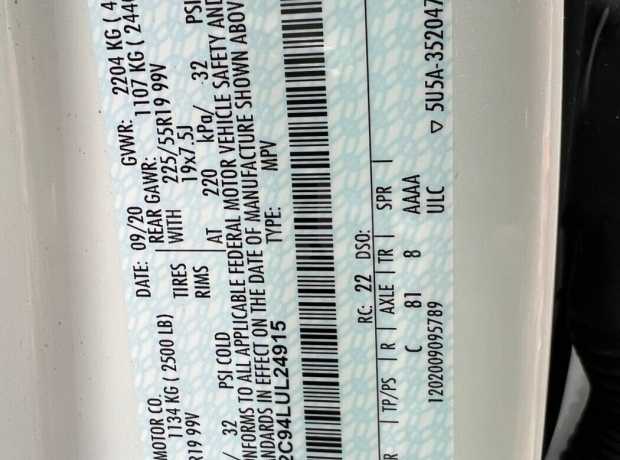 MOTOR CO. DATE: 09/20 GVWR: 2204 KG ( 4
1134 KG ( 2500 LB) REAR GAWR: 1107 KG ( 244
R19 99V TIRES WITH 225/55R19 99V
RIMS 19x7.5J
/ 32 PSI COLD AT 220 kPa/ 32 PSI
ONFORMS TO ALL APPLICABLE FEDERAL MOTOR VEHICLE SAFETY AND
ANDARDS IN EFFECT ON THE DATE OF MANUFACTURE SHOWN ABOV
2C94LUL24915 TYPE: MPV
RC: 22 DSO:
R TP/PS R AXLE TR SPR
C 81 8 AAAA
ULC
1202009095789 ▽ 5U5A-352047